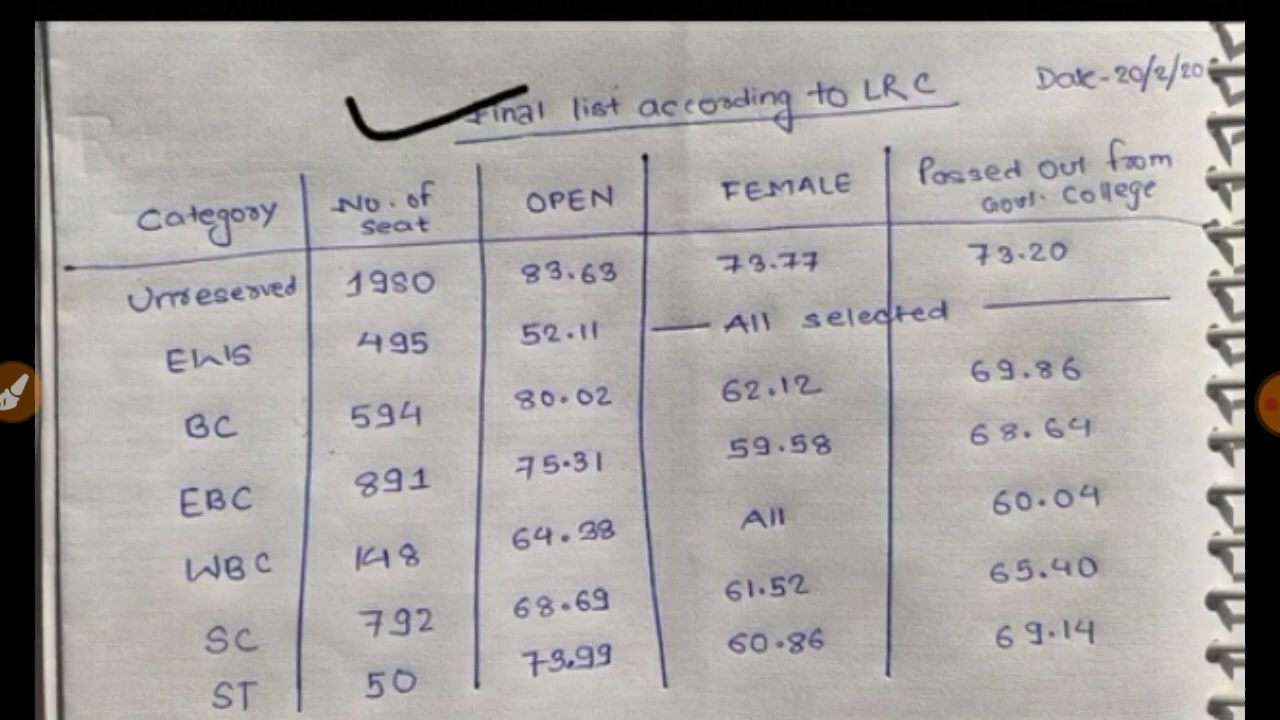 Final list according to LRC
Date-20/2/20
Category No. of seat OPEN FEMALE Passed Out from Govt. College
Unreserved 1980 83.63 73.77 73.20
EWS 495 52.11 — All selected —
BC 594 80.02 62.12 69.86
EBC 891 75.31 59.58 68.64
WBC 148 64.38 All 60.04
SC 792 68.69 61.52 65.40
ST 50 73.99 60.86 69.14